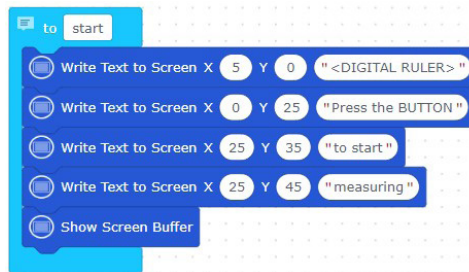 to start
Write Text to Screen X 5 Y 0 "<DIGITAL RULER>"
Write Text to Screen X 0 Y 25 "Press the BUTTON"
Write Text to Screen X 25 Y 35 "to start"
Write Text to Screen X 25 Y 45 "measuring"
Show Screen Buffer